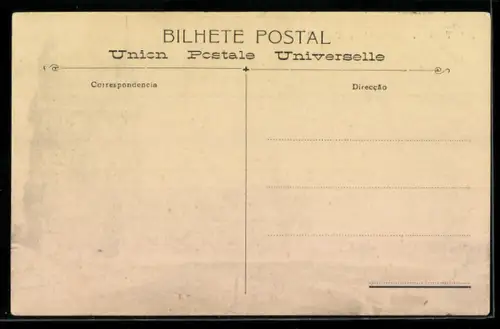 BILHETE POSTAL
Union Postale Universelle
Correspondencia
Direcção